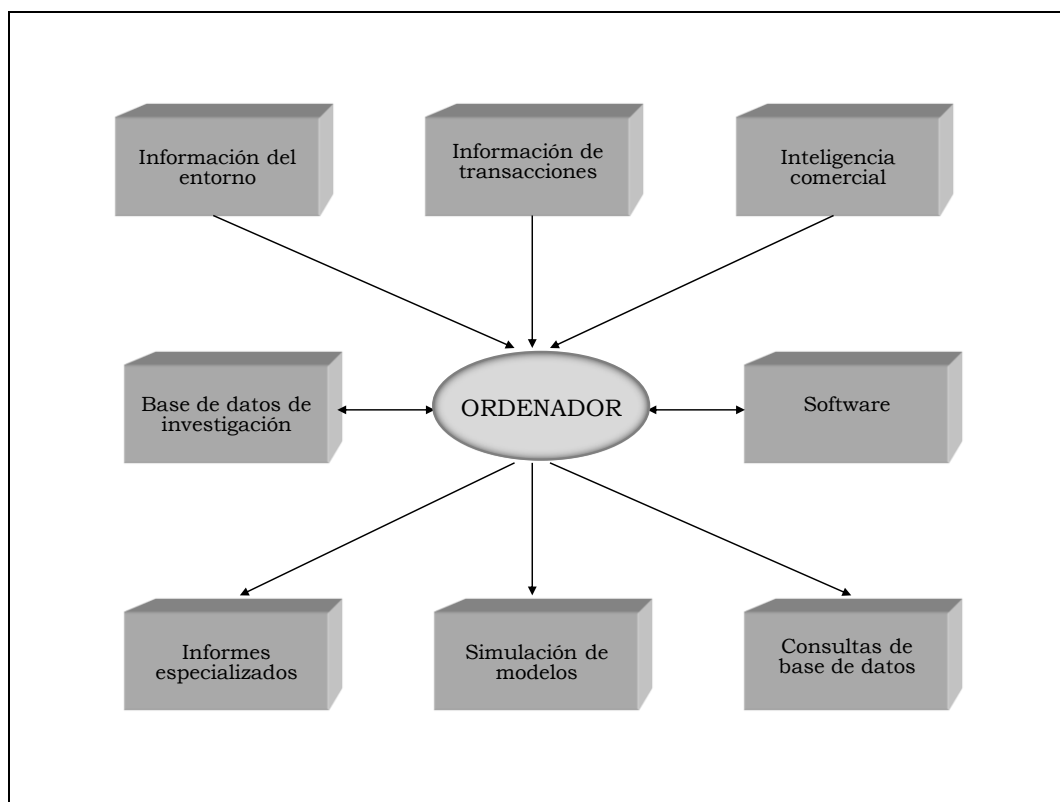 Información del
entorno
Información de
transacciones
Inteligencia
comercial
Base de datos de
investigación
ORDENADOR
Software
Informes
especializados
Simulación de
modelos
Consultas de
base de datos